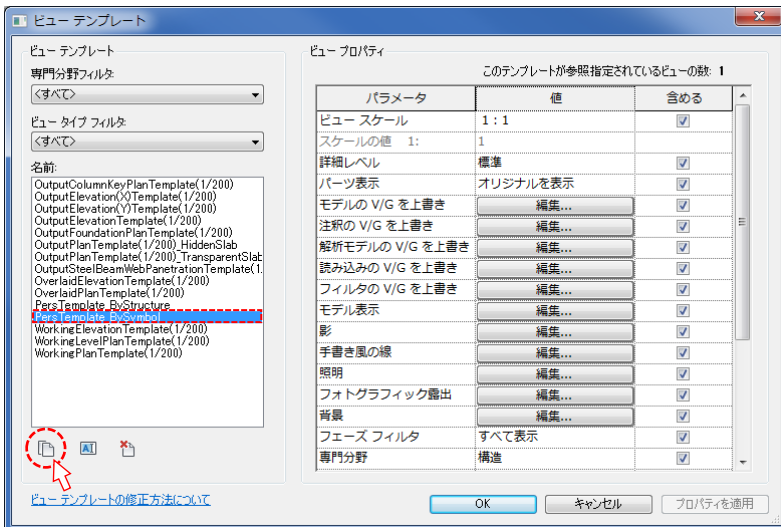 ビュー テンプレート
ビュー テンプレート
専門分野フィルタ:
<すべて>
ビュー タイプ フィルタ:
<すべて>
名前:
OutputColumnKeyPlanTemplate(1/200)
OutputElevation(X)Template(1/200)
OutputElevation(Y)Template(1/200)
OutputElevationTemplate(1/200)
OutputFoundationPlanTemplate(1/200)
OutputPlanTemplate(1/200)_HiddenSlab
OutputPlanTemplate(1/200)_TransparentSlab
OutputSteelBeamWebPanetrationTemplate(1.
OverlaidElevationTemplate(1/200)
OverlaidPlanTemplate(1/200)
PersTemplate_ByStructure
PersTemplate_BySymbol
WorkingElevationTemplate(1/200)
WorkingLevelPlanTemplate(1/200)
WorkingPlanTemplate(1/200)
AI
ビュー テンプレートの修正方法について
ビュー プロパティ
このテンプレートが参照指定されているビューの数: 1
パラメータ 値 含める
ビュー スケール 1 : 1
スケールの値 1: 1
詳細レベル 標準
パーツ表示 オリジナルを表示
モデルの V/G を上書き 編集...
注釈の V/G を上書き 編集...
解析モデルの V/G を上書き 編集...
読み込みの V/G を上書き 編集...
フィルタの V/G を上書き 編集...
モデル表示 編集...
影 編集...
手書き風の線 編集...
照明 編集...
フォトグラフィック露出 編集...
背景 編集...
フェーズ フィルタ すべて表示
専門分野 構造
OK キャンセル プロパティを適用